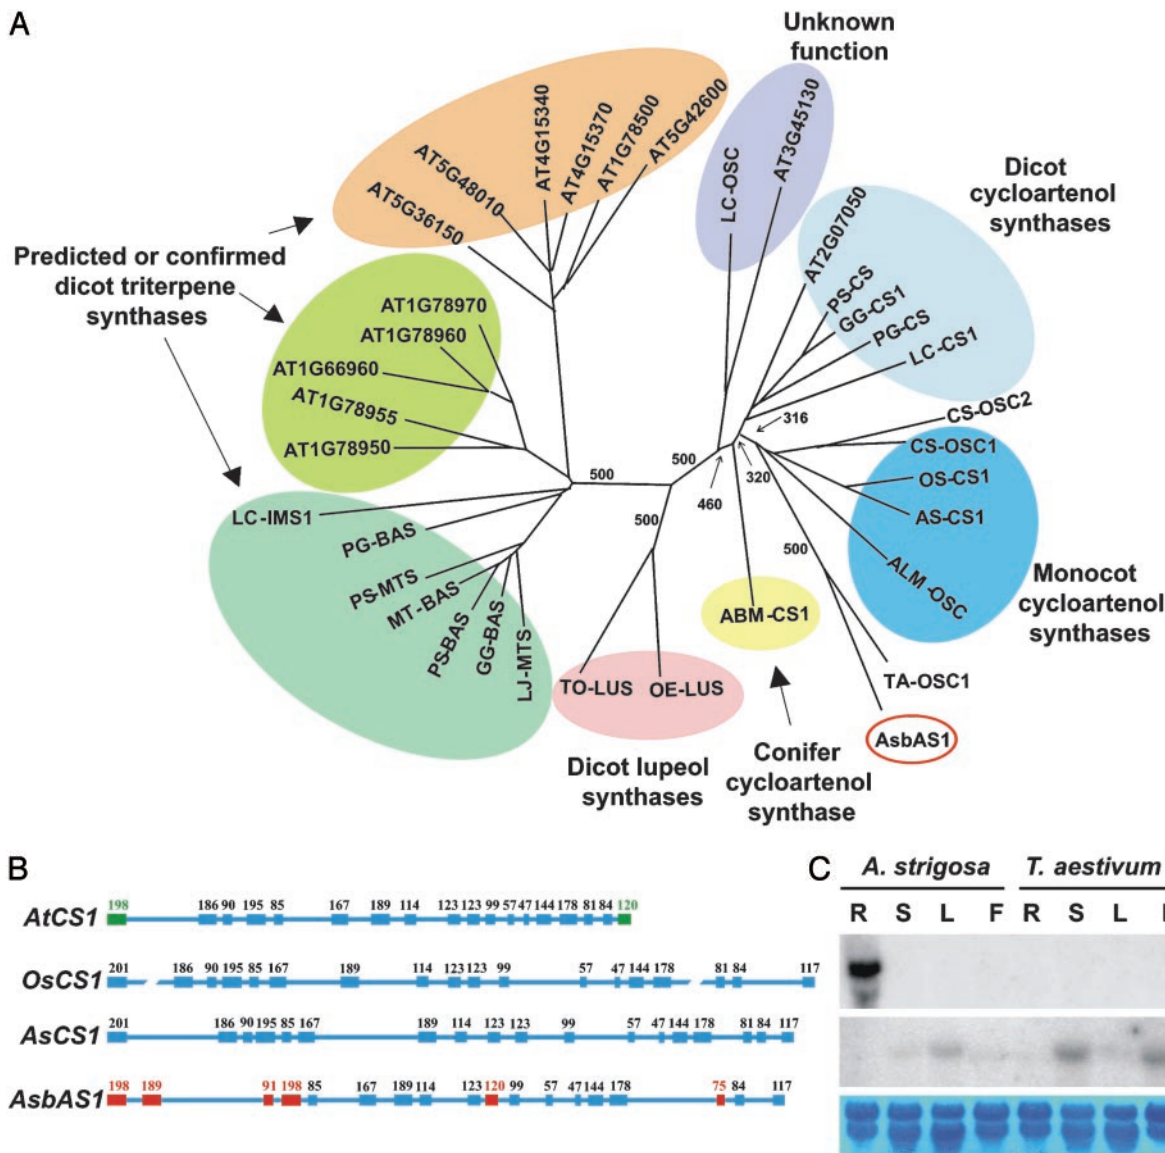 A
Unknown
function
AT4G15340
AT4G15370
AT1G78500
AT5G42600
AT5G48010
AT5G36150
LC-OSC
AT3G45130
Dicot
cycloartenol
synthases
AT2G07050
PS-CS
GG-CS1
PG-CS
LC-CS1
Predicted or confirmed
dicot triterpene
synthases
AT1G78970
AT1G78960
AT1G66960
AT1G78955
AT1G78950
CS-OSC2
316
CS-OSC1
OS-CS1
AS-CS1
ALM-OSC
500
500
320
460
500
500
LC-IMS1
PG-BAS
PS-MTS
MT-BAS
PS-BAS
GG-BAS
LJ-MTS
Monocot
cycloartenol
synthases
ABM-CS1
TO-LUS
OE-LUS
TA-OSC1
AsbAS1
Dicot lupeol
synthases
Conifer
cycloartenol
synthase
B
198 186 90 195 85 167 189 114 123 123 99 57 47 144 178 81 84 120
AtCS1
201 186 90 195 85 167 189 114 123 123 99 57 47 144 178 81 84 117
OsCS1
201 186 90 195 85 167 189 114 123 123 99 57 47 144 178 81 84 117
AsCS1
198 189 91 198 85 167 189 114 123 120 99 57 47 144 178 75 84 117
AsbAS1
C
A. strigosa T. aestivum
R S L F R S L